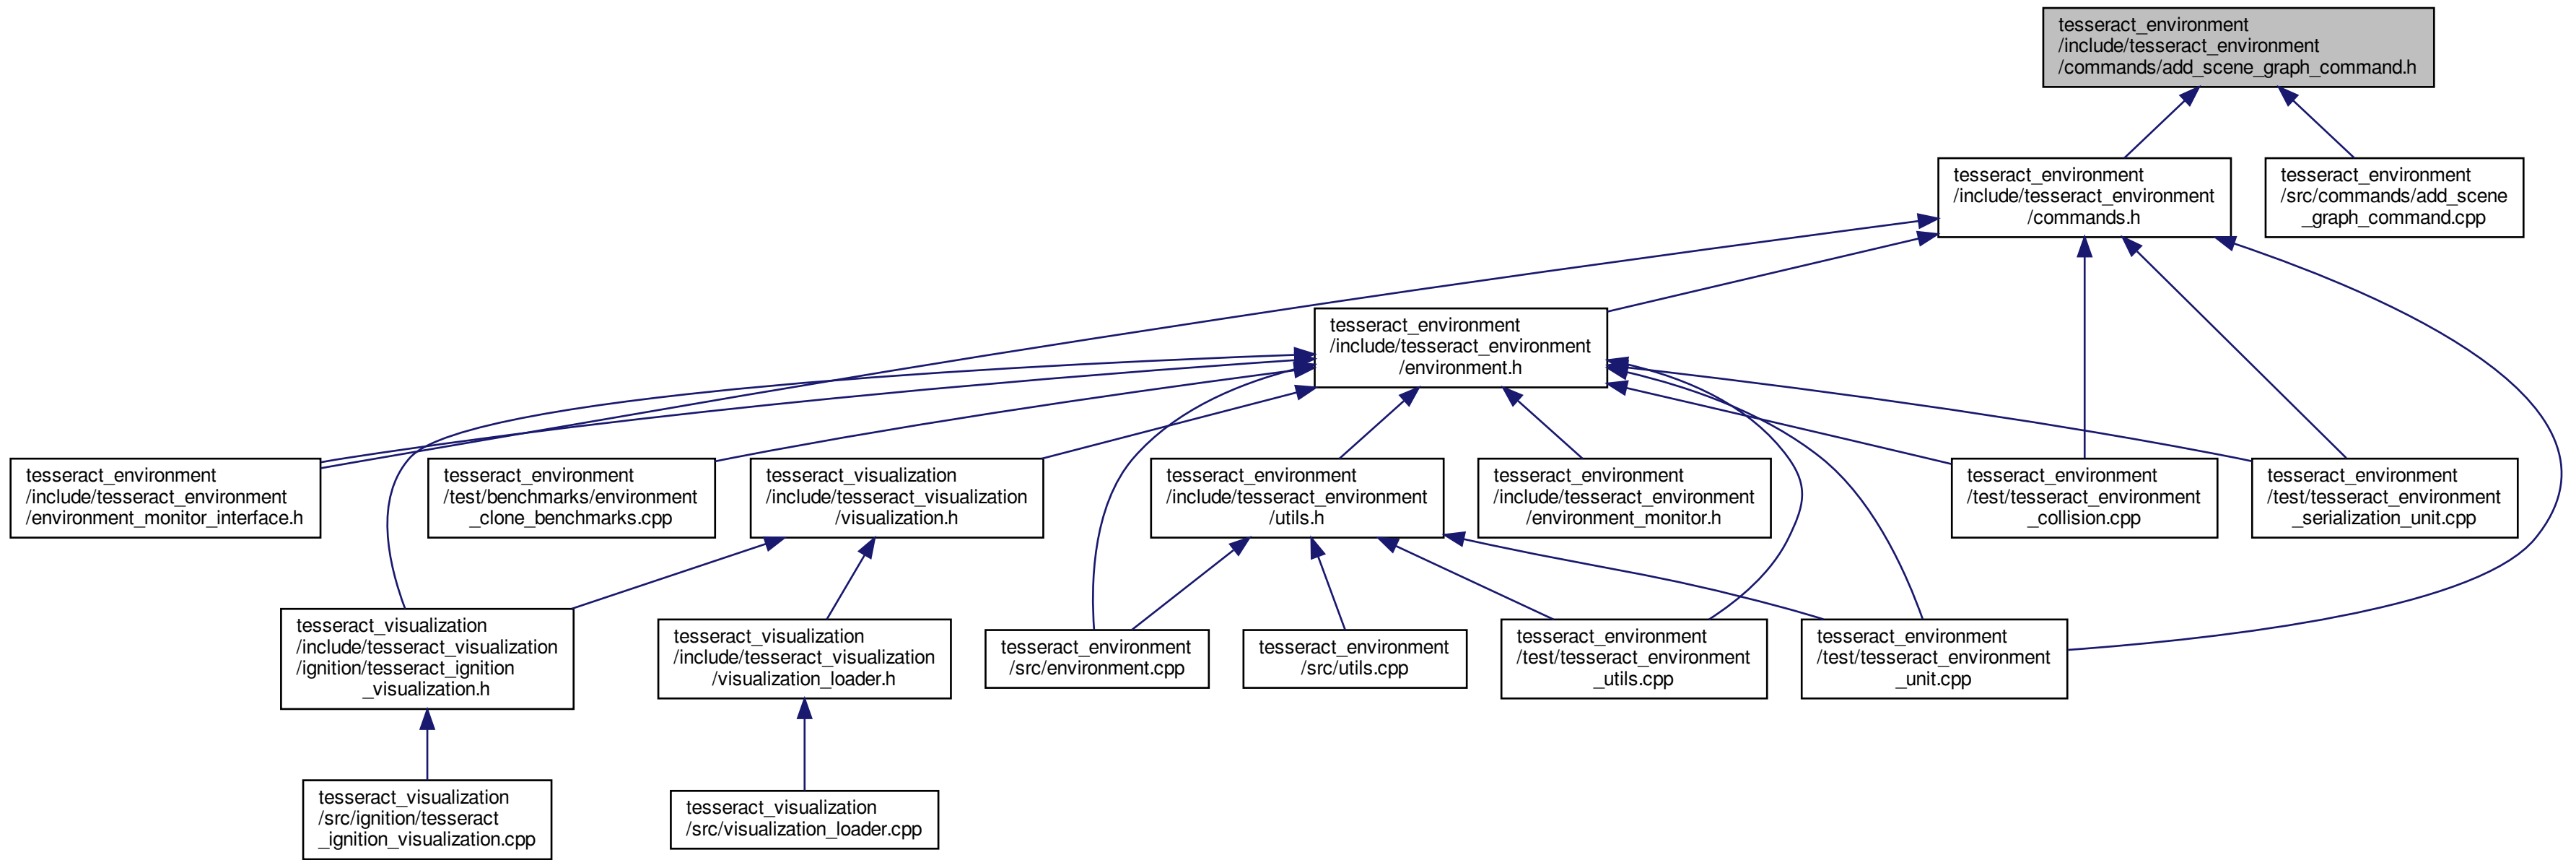 tesseract_environment
/include/tesseract_environment
/commands/add_scene_graph_command.h
tesseract_environment
/include/tesseract_environment
/commands.h
tesseract_environment
/src/commands/add_scene
_graph_command.cpp
tesseract_environment
/include/tesseract_environment
/environment.h
tesseract_environment
/include/tesseract_environment
/environment_monitor_interface.h
tesseract_environment
/test/benchmarks/environment
_clone_benchmarks.cpp
tesseract_visualization
/include/tesseract_visualization
/visualization.h
tesseract_environment
/include/tesseract_environment
/utils.h
tesseract_environment
/include/tesseract_environment
/environment_monitor.h
tesseract_environment
/test/tesseract_environment
_collision.cpp
tesseract_environment
/test/tesseract_environment
_serialization_unit.cpp
tesseract_visualization
/include/tesseract_visualization
/ignition/tesseract_ignition
_visualization.h
tesseract_visualization
/include/tesseract_visualization
/visualization_loader.h
tesseract_environment
/src/environment.cpp
tesseract_environment
/src/utils.cpp
tesseract_environment
/test/tesseract_environment
_utils.cpp
tesseract_environment
/test/tesseract_environment
_unit.cpp
tesseract_visualization
/src/ignition/tesseract
_ignition_visualization.cpp
tesseract_visualization
/src/visualization_loader.cpp